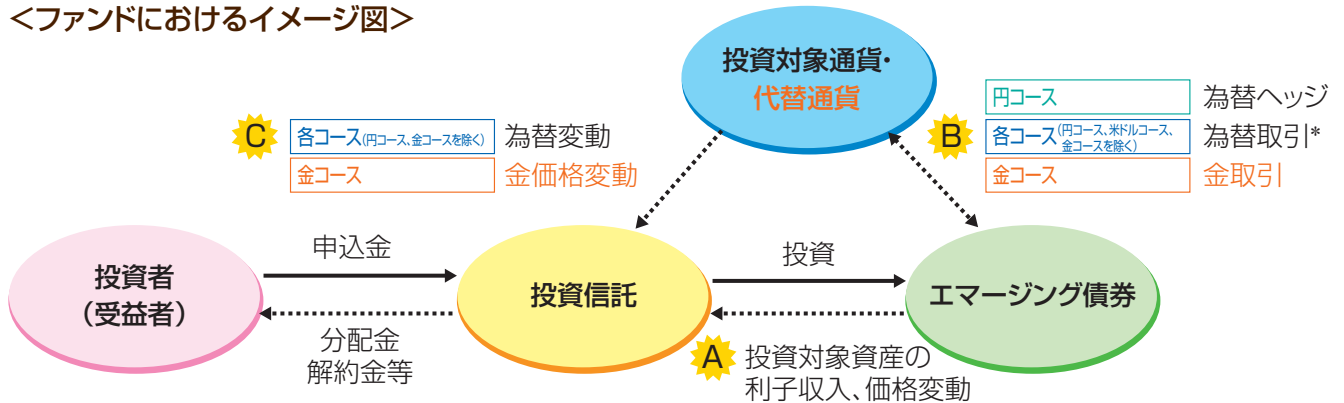 ＜ファンドにおけるイメージ図＞
投資対象通貨・
代替通貨
C
各コース(円コース、金コースを除く)
為替変動
金コース
金価格変動
B
円コース
為替ヘッジ
各コース(円コース、米ドルコース、
金コースを除く)
為替取引*
金コース
金取引
投資者
(受益者)
申込金
分配金
解約金等
投資信託
投資
A
投資対象資産の
利子収入、価格変動
エマージング債券